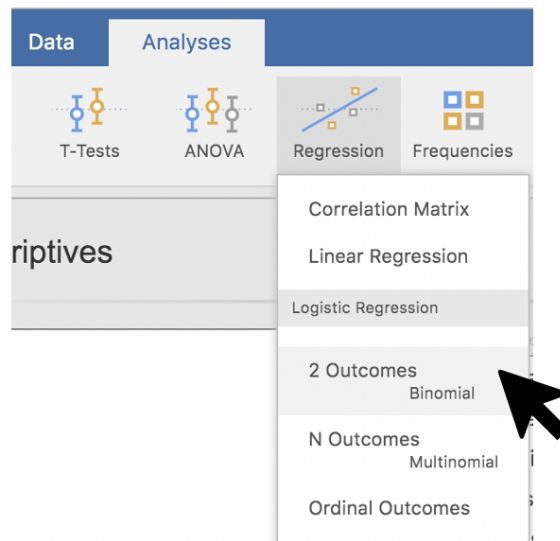 Data Analyses
T-Tests ANOVA Regression Frequencies
riptives
Correlation Matrix
Linear Regression
Logistic Regression
2 Outcomes
Binomial
N Outcomes
Multinomial
Ordinal Outcomes